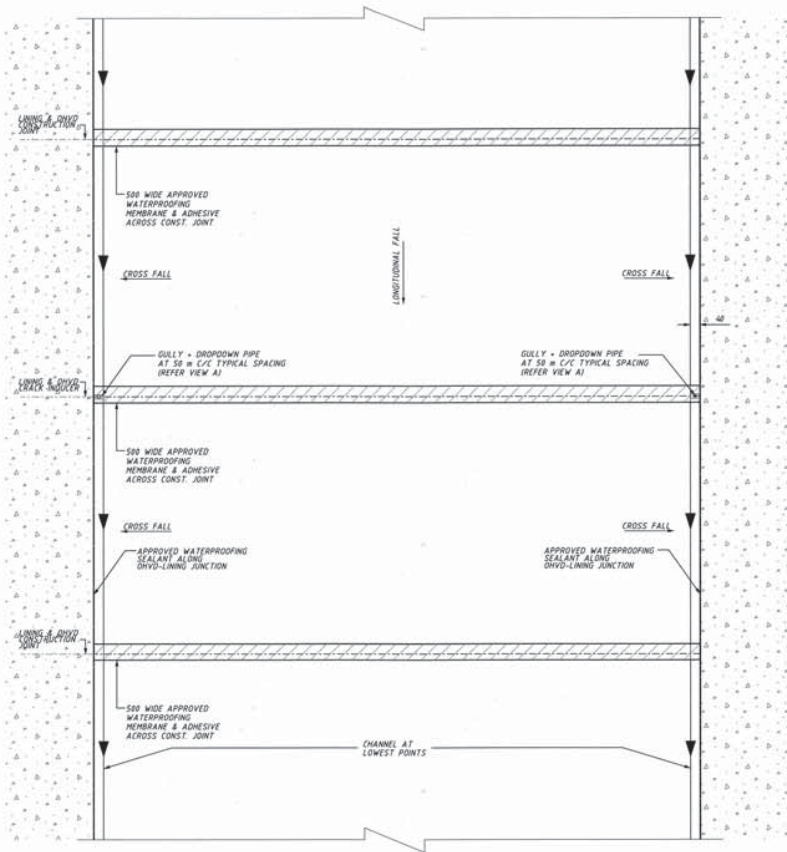 LINING & OHVD
CONSTRUCTION
JOINT
500 WIDE APPROVED
WATERPROOFING
MEMBRANE & ADHESIVE
ACROSS CONST. JOINT
LONGITUDINAL FALL
CROSS FALL
CROSS FALL
40
GULLY + DROPDOWN PIPE
AT 50 m C/C TYPICAL SPACING
(REFER VIEW A)
GULLY + DROPDOWN PIPE
AT 50 m C/C TYPICAL SPACING
(REFER VIEW A)
LINING & OHVD
CRACK INDUCER
500 WIDE APPROVED
WATERPROOFING
MEMBRANE & ADHESIVE
ACROSS CONST. JOINT
CROSS FALL
CROSS FALL
APPROVED WATERPROOFING
SEALANT ALONG
OHVD-LINING JUNCTION
APPROVED WATERPROOFING
SEALANT ALONG
OHVD-LINING JUNCTION
LINING & OHVD
CONSTRUCTION
JOINT
500 WIDE APPROVED
WATERPROOFING
MEMBRANE & ADHESIVE
ACROSS CONST. JOINT
CHANNEL AT
LOWEST POINTS